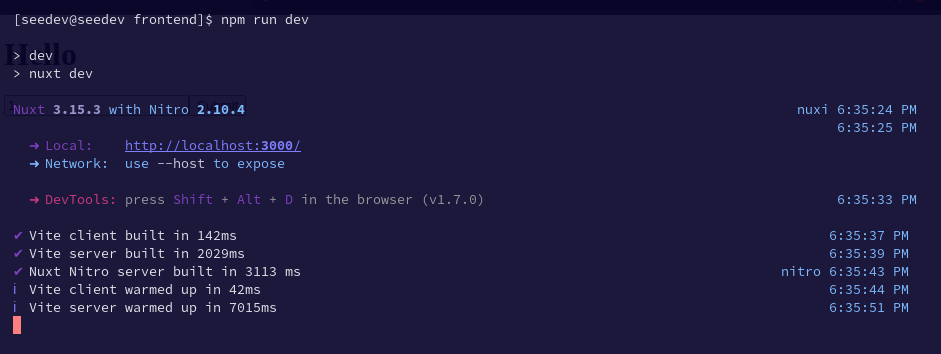 [seedev@seedev frontend]$ npm run dev
Hello
> dev
> nuxt dev
Nuxt 3.15.3 with Nitro 2.10.4 nuxi 6:35:24 PM
6:35:25 PM
➜ Local: http://localhost:3000/
➜ Network: use --host to expose
➜ DevTools: press Shift + Alt + D in the browser (v1.7.0) 6:35:33 PM
✔ Vite client built in 142ms 6:35:37 PM
✔ Vite server built in 2029ms 6:35:39 PM
✔ Nuxt Nitro server built in 3113 ms nitro 6:35:43 PM
ℹ Vite client warmed up in 42ms 6:35:44 PM
ℹ Vite server warmed up in 7015ms 6:35:51 PM